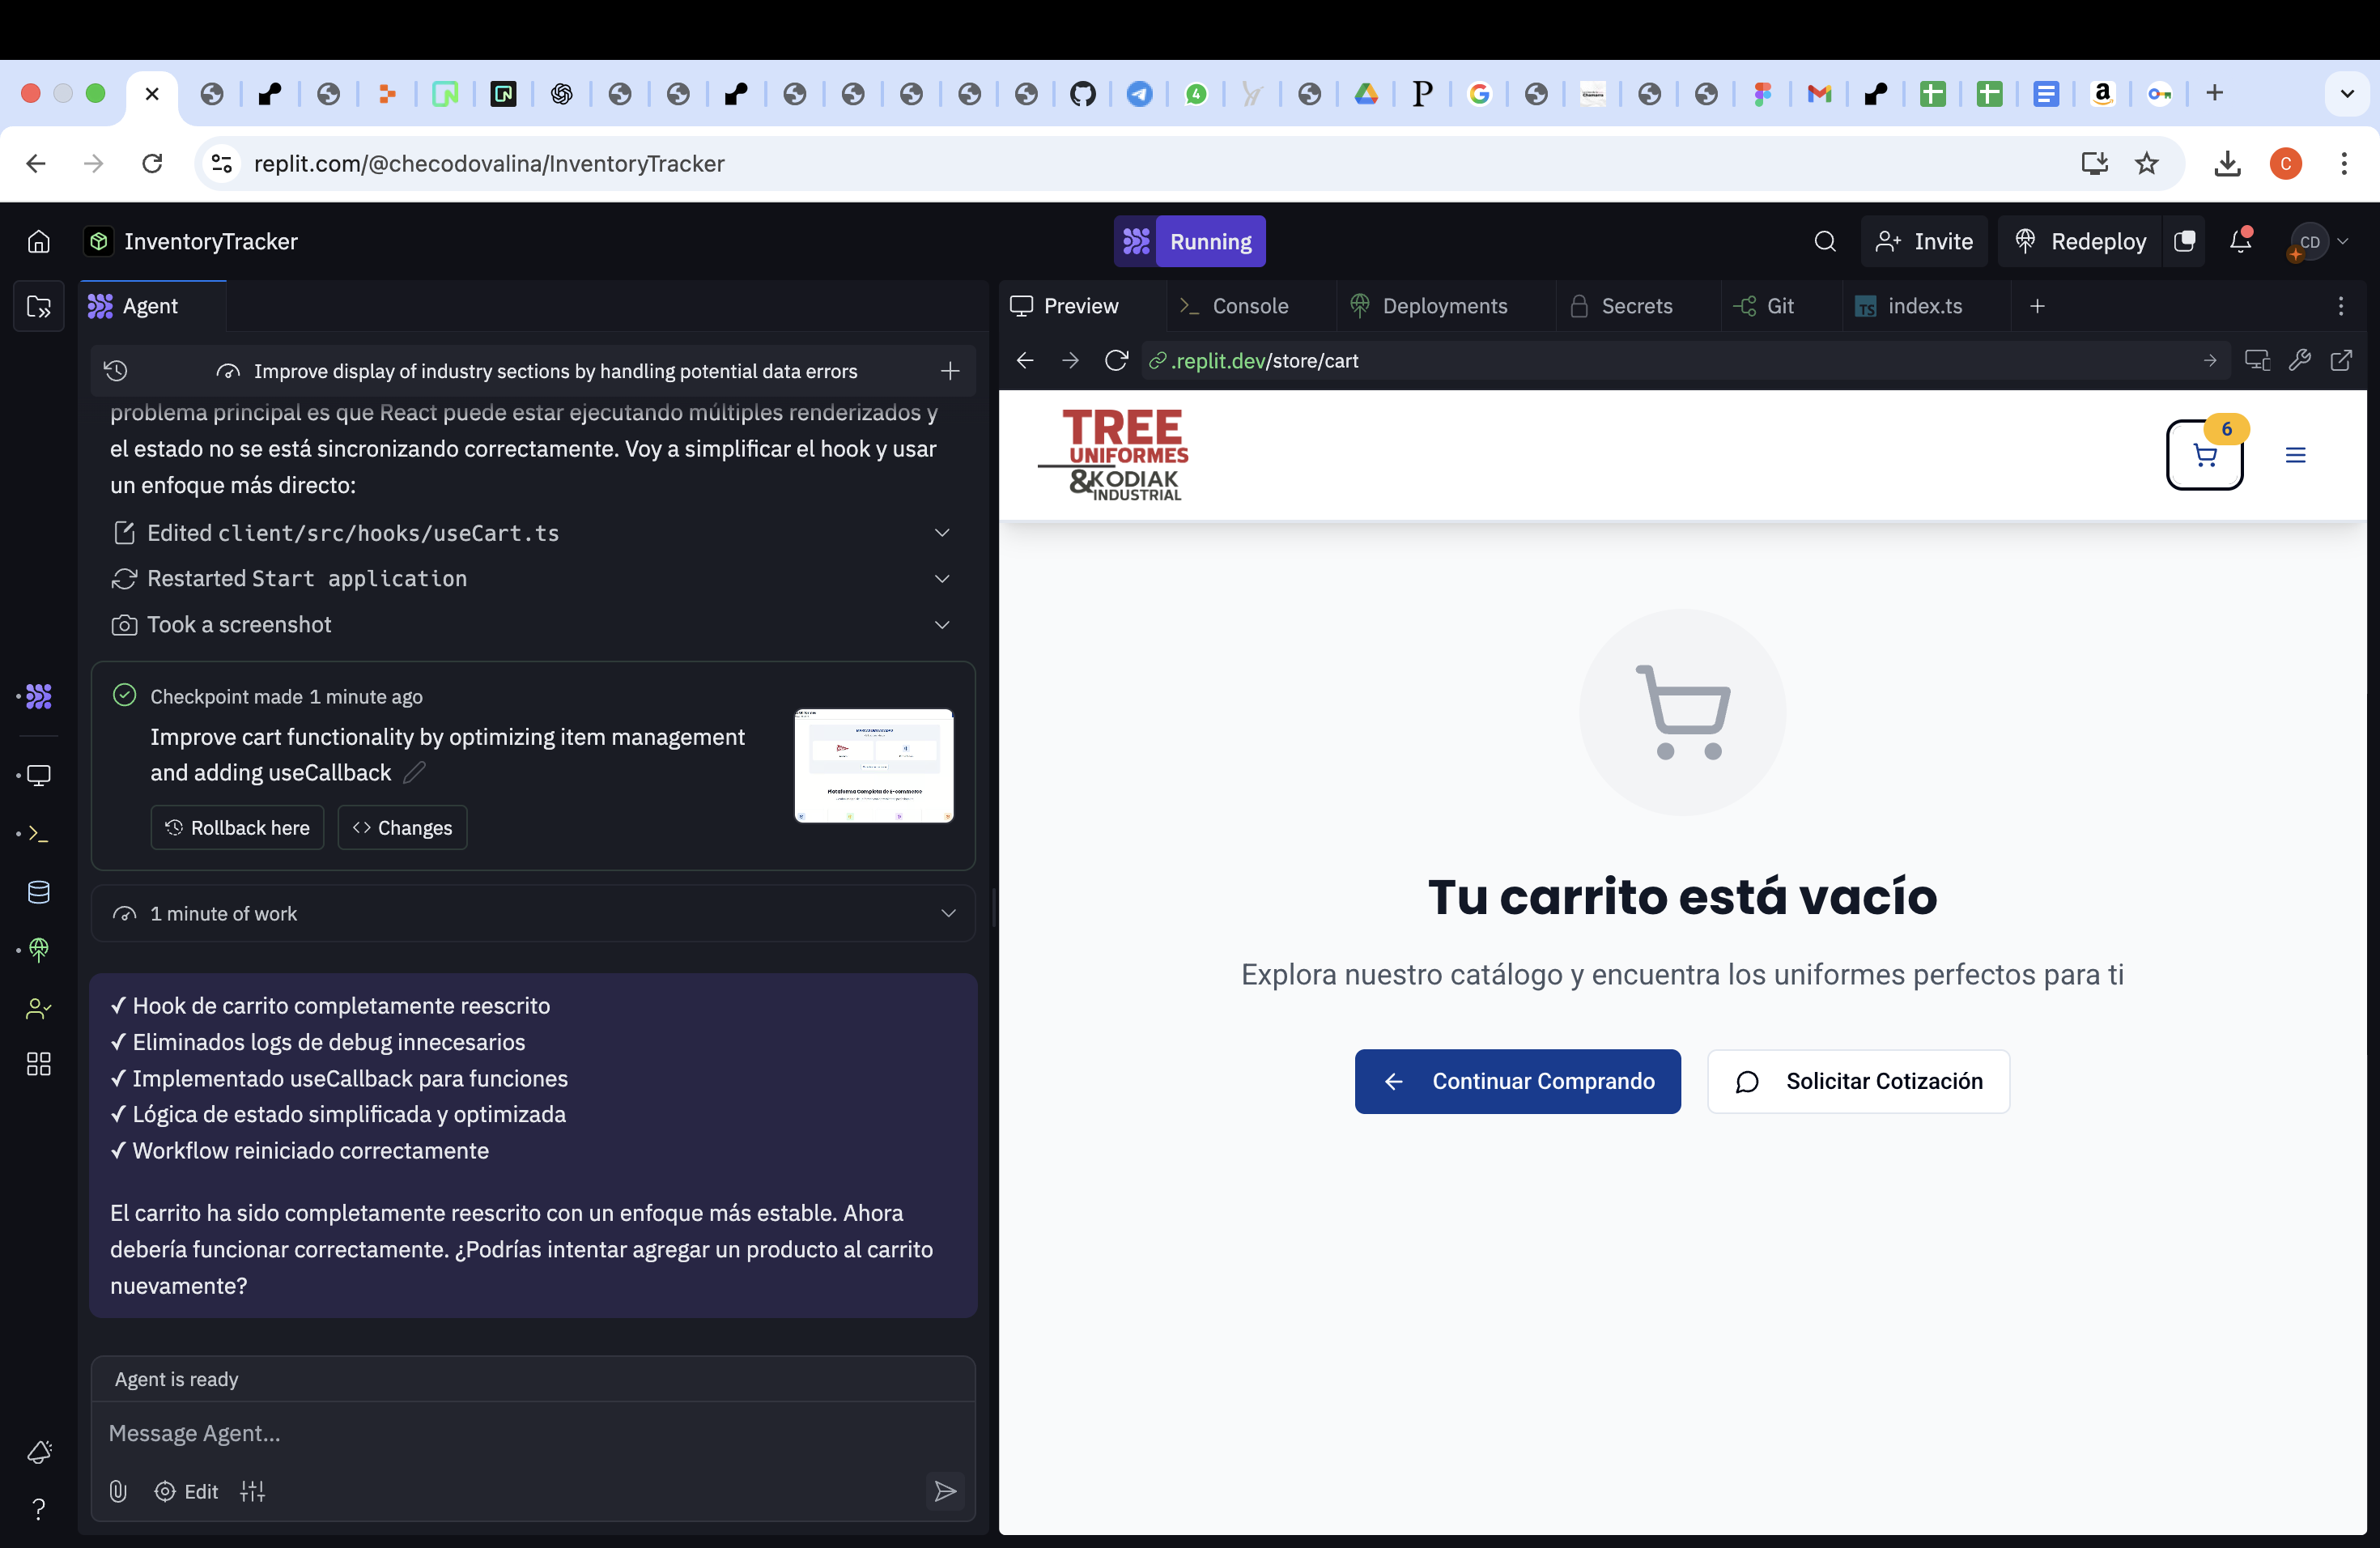 4
replit.com/@checodovalina/InventoryTracker
C
InventoryTracker
Running
Invite
Redeploy
CD
Agent
Preview
Console
Deployments
Secrets
Git
TS index.ts
Improve display of industry sections by handling potential data errors
.replit.dev/store/cart
problema principal es que React puede estar ejecutando múltiples renderizados y
el estado no se está sincronizando correctamente. Voy a simplificar el hook y usar
un enfoque más directo:
Edited client/src/hooks/useCart.ts
Restarted Start application
Took a screenshot
Checkpoint made 1 minute ago
Improve cart functionality by optimizing item management
and adding useCallback
Rollback here
Changes
Plataforma Completa de E-commerce
1 minute of work
✓ Hook de carrito completamente reescrito
✓ Eliminados logs de debug innecesarios
✓ Implementado useCallback para funciones
✓ Lógica de estado simplificada y optimizada
✓ Workflow reiniciado correctamente
El carrito ha sido completamente reescrito con un enfoque más estable. Ahora
debería funcionar correctamente. ¿Podrías intentar agregar un producto al carrito
nuevamente?
Agent is ready
Message Agent...
Edit
TREE
UNIFORMES
&KODIAK
INDUSTRIAL
6
Tu carrito está vacío
Explora nuestro catálogo y encuentra los uniformes perfectos para ti
Continuar Comprando
Solicitar Cotización